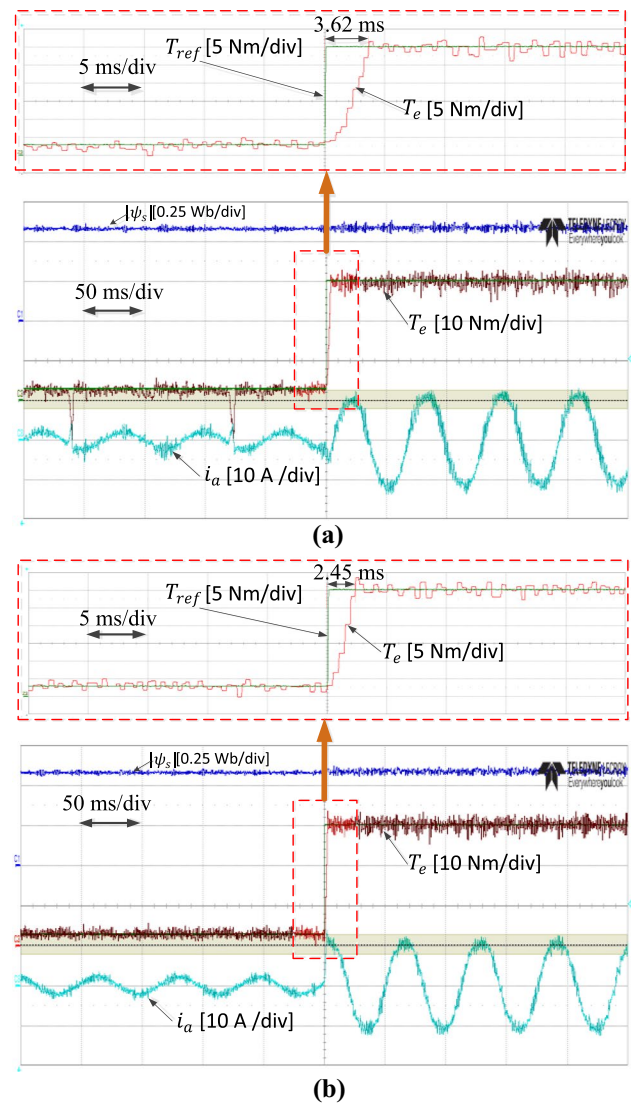 3.62 ms
T_ref [5 Nm/div]
5 ms/div
T_e [5 Nm/div]
|ψ_s| [0.25 Wb/div]
TELEDYNE LECROY
Everywhereyoulook
50 ms/div
T_e [10 Nm/div]
i_a [10 A /div]
(a)
2.45 ms
T_ref [5 Nm/div]
5 ms/div
T_e [5 Nm/div]
|ψ_s| [0.25 Wb/div]
TELEDYNE LECROY
Everywhereyoulook
50 ms/div
T_e [10 Nm/div]
i_a [10 A /div]
(b)